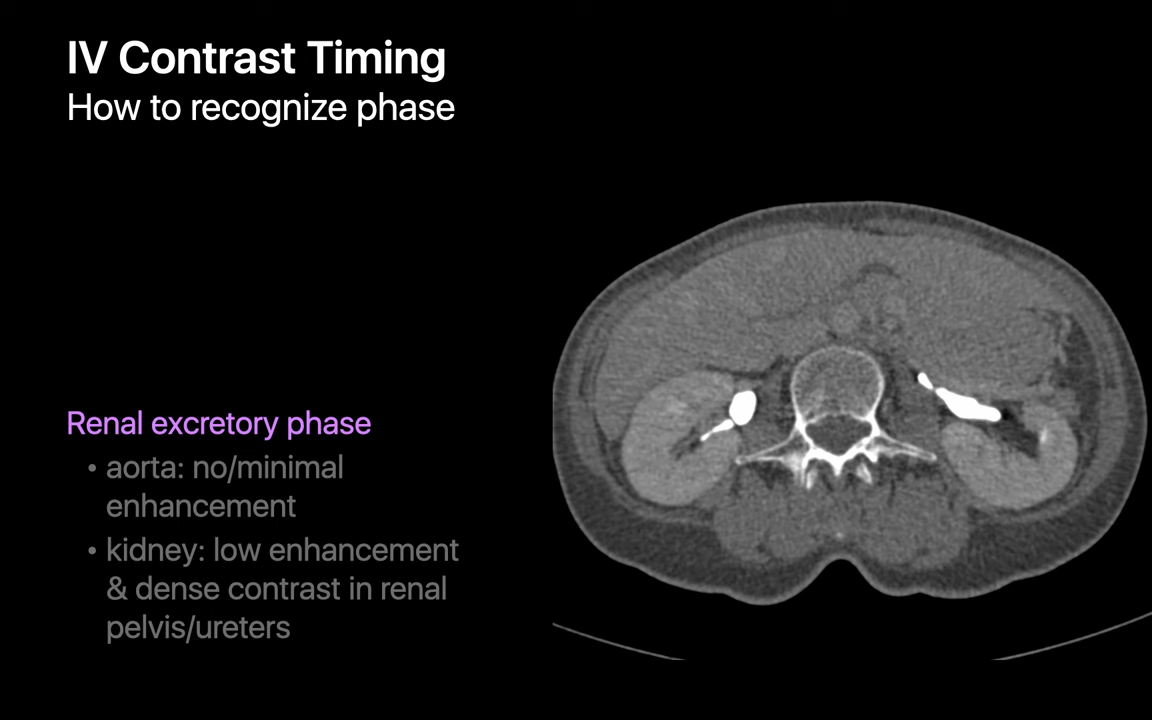 IV Contrast Timing
How to recognize phase
Renal excretory phase
• aorta: no/minimal
enhancement
• kidney: low enhancement
& dense contrast in renal
pelvis/ureters